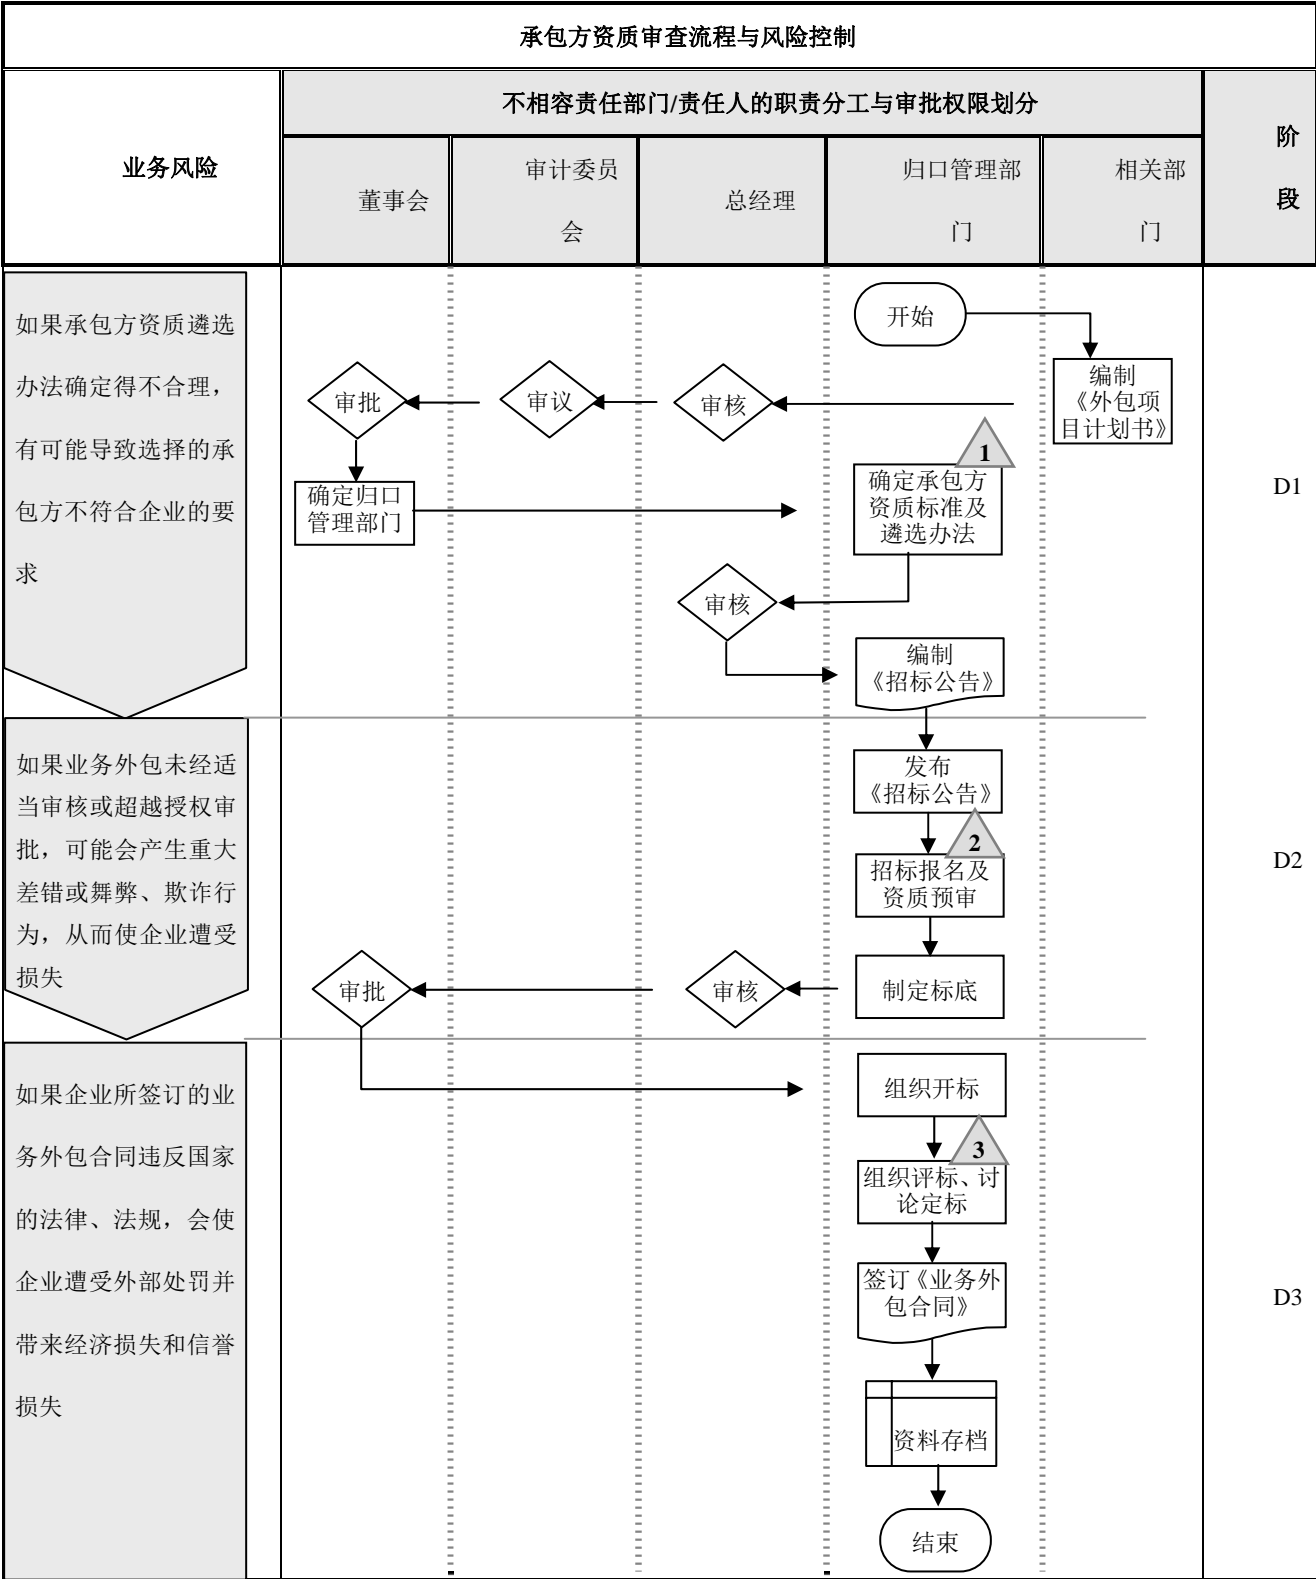 承包方资质审查流程与风险控制
业务风险
不相容责任部门/责任人的职责分工与审批权限划分
阶
段
董事会
审计委员
会
总经理
归口管理部
门
相关部
门
如果承包方资质遴选
办法确定得不合理，
有可能导致选择的承
包方不符合企业的要
求
开始
编制
《外包项
目计划书》
审批
审议
审核
1
确定归口
管理部门
确定承包方
资质标准及
遴选办法
D1
审核
编制
《招标公告》
如果业务外包未经适
当审核或超越授权审
批，可能会产生重大
差错或舞弊、欺诈行
为，从而使企业遭受
损失
发布
《招标公告》
2
招标报名及
资质预审
D2
审批
审核
制定标底
如果企业所签订的业
务外包合同违反国家
的法律、法规，会使
企业遭受外部处罚并
带来经济损失和信誉
损失
组织开标
3
组织评标、讨
论定标
签订《业务外
包合同》
D3
资料存档
结束